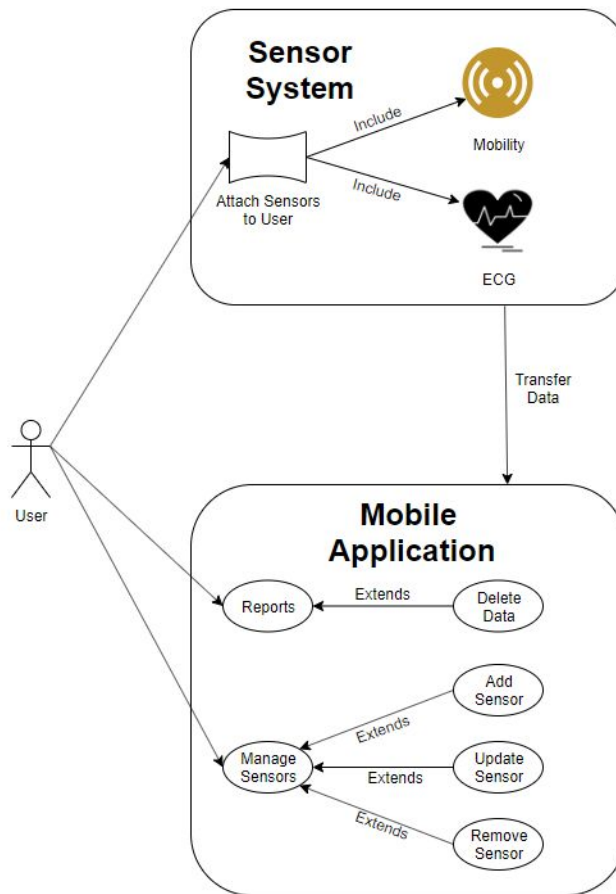 Sensor
System
Include
Mobility
Attach Sensors
to User
Include
ECG
Transfer
Data
User
Mobile
Application
Reports
Extends
Delete
Data
Add
Sensor
Extends
Manage
Sensors
Extends
Update
Sensor
Extends
Remove
Sensor